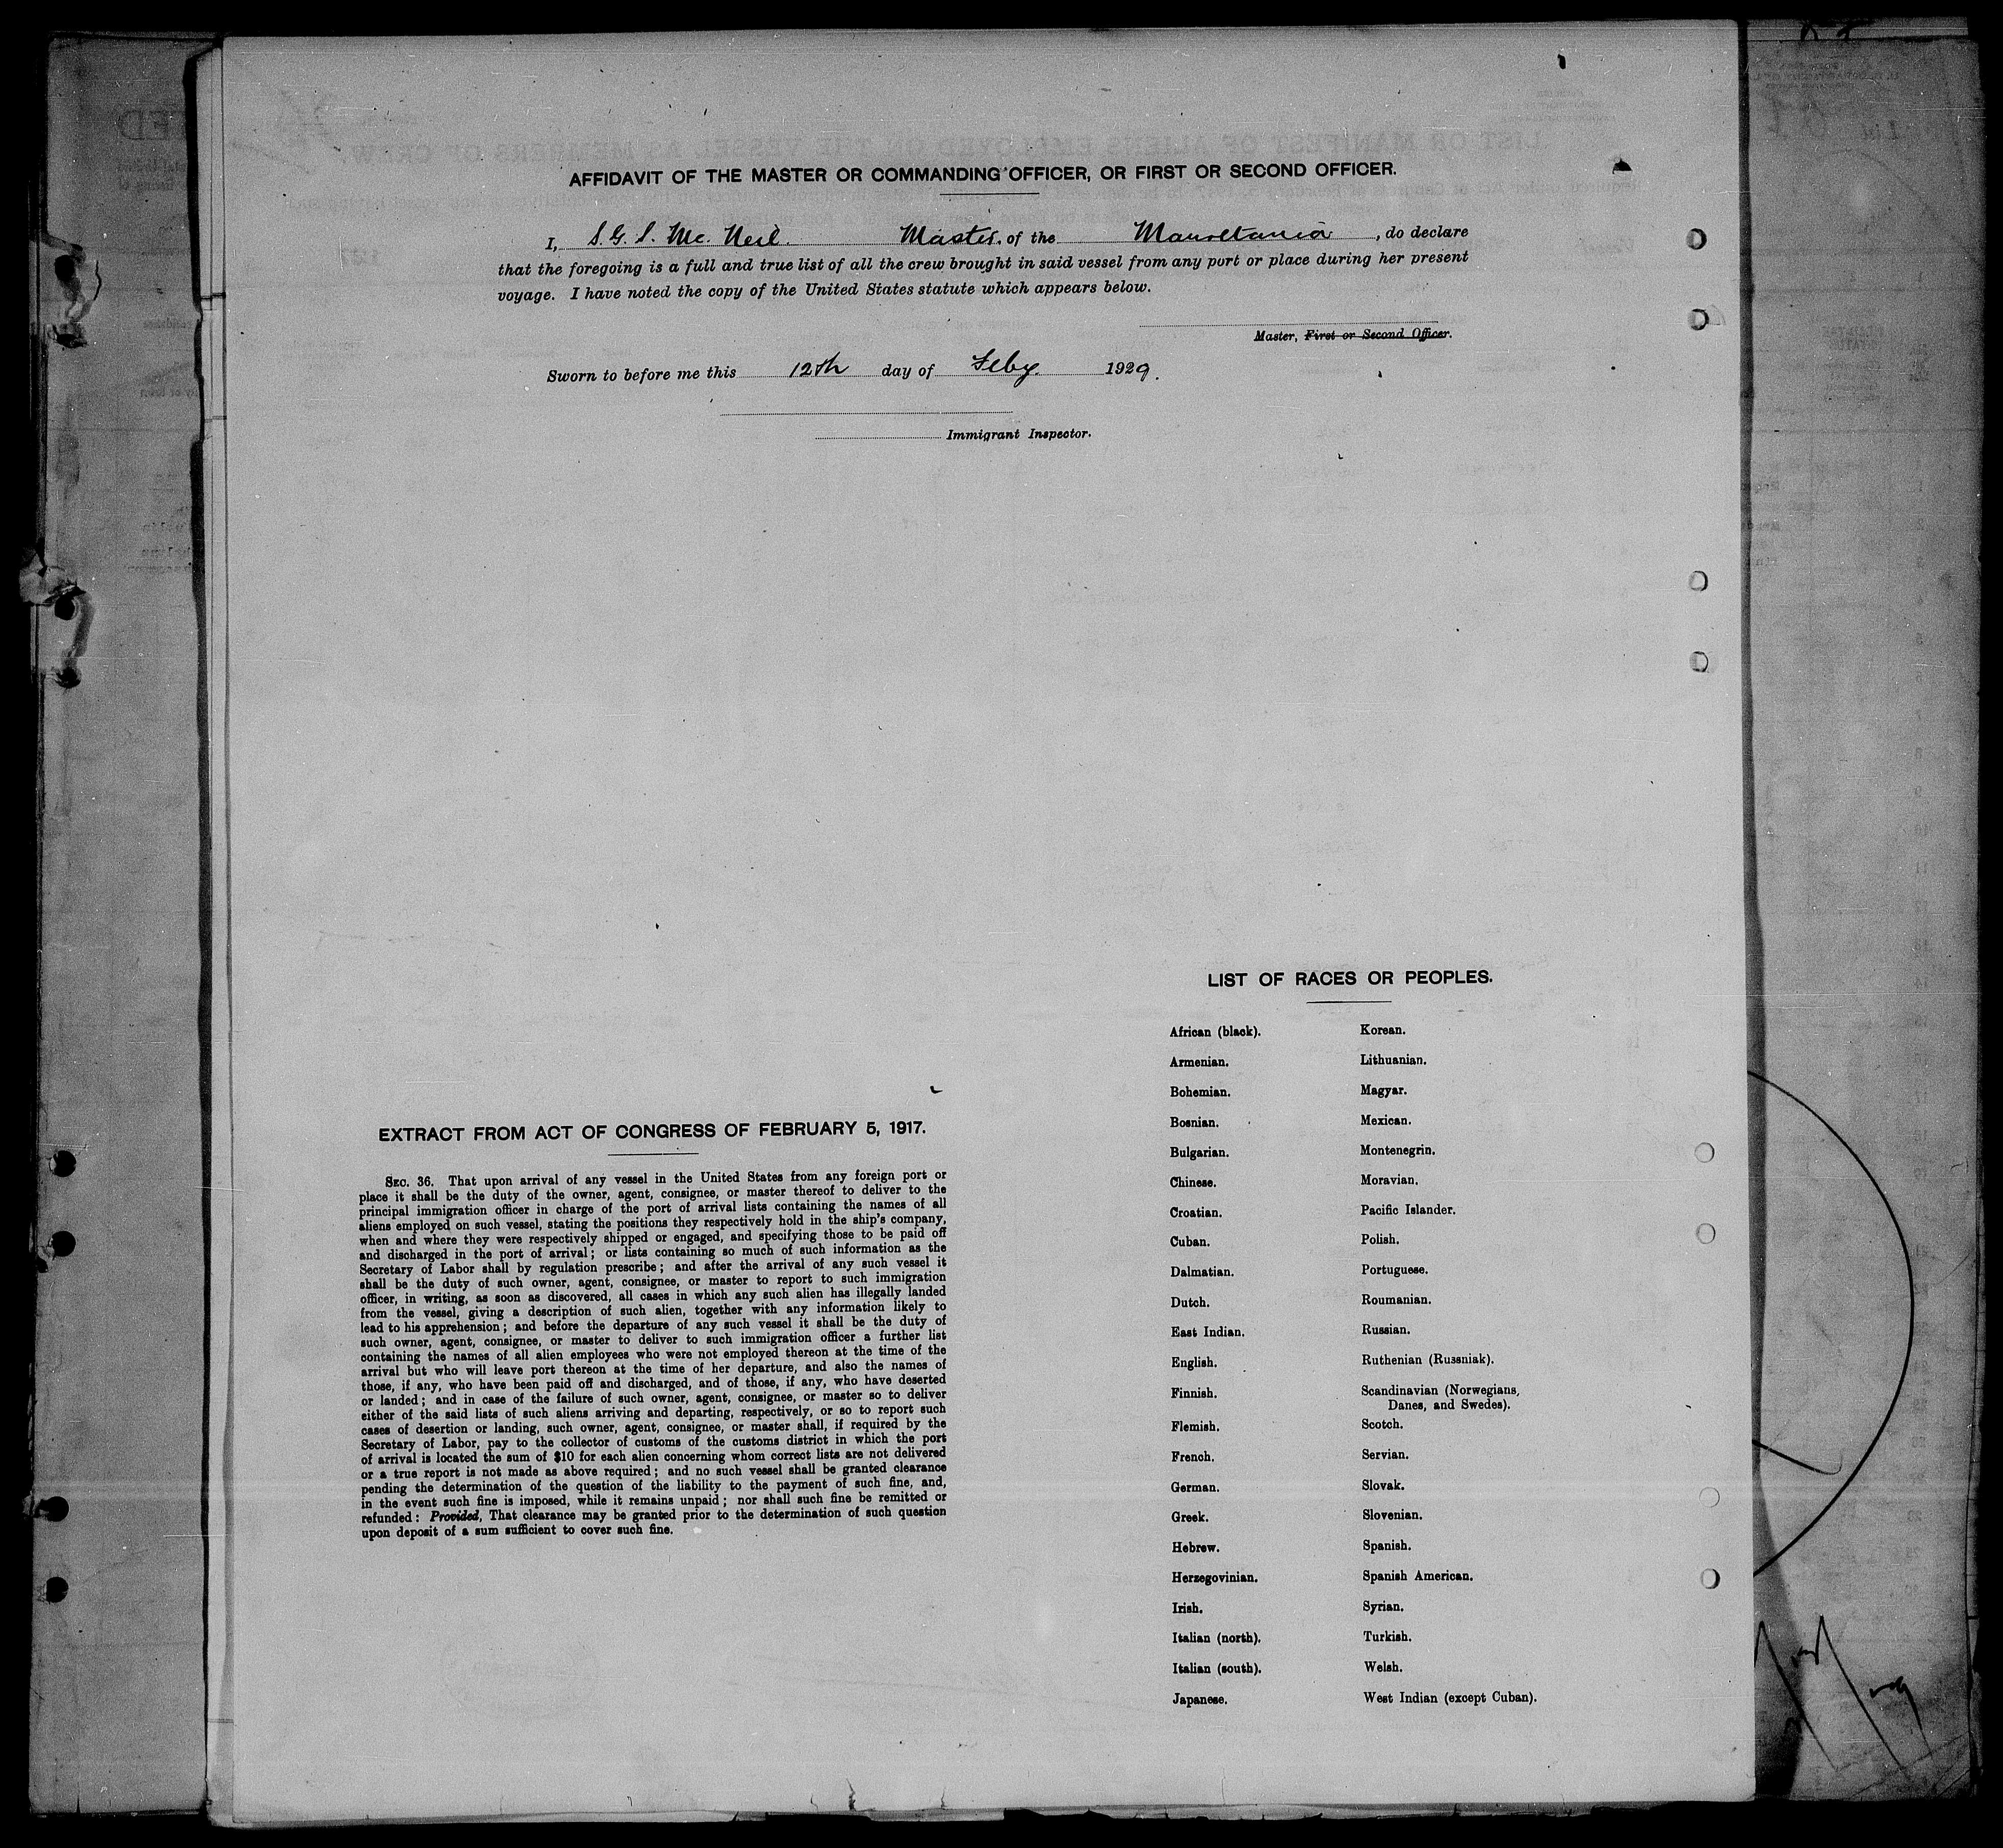 AFFIDAVIT OF THE MASTER OR COMMANDING OFFICER, OR FIRST OR SECOND OFFICER.
I, S. G. S. Mc. Neil. Master. of the Mauretania, do declare
that the foregoing is a full and true list of all the crew brought in said vessel from any port or place during her present
voyage. I have noted the copy of the United States statute which appears below.
Master, First or Second Officer.
Sworn to before me this 12th day of Feby. 1929.
Immigrant Inspector.
EXTRACT FROM ACT OF CONGRESS OF FEBRUARY 5, 1917.
SEC. 36. That upon arrival of any vessel in the United States from any foreign port or
place it shall be the duty of the owner, agent, consignee, or master thereof to deliver to the
principal immigration officer in charge of the port of arrival lists containing the names of all
aliens employed on such vessel, stating the positions they respectively hold in the ship's company,
when and where they were respectively shipped or engaged, and specifying those to be paid off
and discharged in the port of arrival; or lists containing so much of such information as the
Secretary of Labor shall by regulation prescribe; and after the arrival of any such vessel it
shall be the duty of such owner, agent, consignee, or master to report to such immigration
officer, in writing, as soon as discovered, all cases in which any such alien has illegally landed
from the vessel, giving a description of such alien, together with any information likely to
lead to his apprehension; and before the departure of any such vessel it shall be the duty of
such owner, agent, consignee, or master to deliver to such immigration officer a further list
containing the names of all alien employees who were not employed thereon at the time of the
arrival but who will leave port thereon at the time of her departure, and also the names of
those, if any, who have been paid off and discharged, and of those, if any, who have deserted
or landed; and in case of the failure of such owner, agent, consignee, or master so to deliver
either of the said lists of such aliens arriving and departing, respectively, or so to report such
cases of desertion or landing, such owner, agent, consignee, or master shall, if required by the
Secretary of Labor, pay to the collector of customs of the customs district in which the port
of arrival is located the sum of $10 for each alien concerning whom correct lists are not delivered
or a true report is not made as above required; and no such vessel shall be granted clearance
pending the determination of the question of the liability to the payment of such fine, and,
in the event such fine is imposed, while it remains unpaid; nor shall such fine be remitted or
refunded: Provided, That clearance may be granted prior to the determination of such question
upon deposit of a sum sufficient to cover such fine.
LIST OF RACES OR PEOPLES.
African (black).
Armenian.
Bohemian.
Bosnian.
Bulgarian.
Chinese.
Croatian.
Cuban.
Dalmatian.
Dutch.
East Indian.
English.
Finnish.
Flemish.
French.
German.
Greek.
Hebrew.
Herzegovinian.
Irish.
Italian (north).
Italian (south).
Japanese.
Korean.
Lithuanian.
Magyar.
Mexican.
Montenegrin.
Moravian.
Pacific Islander.
Polish.
Portuguese.
Roumanian.
Russian.
Ruthenian (Russniak).
Scandinavian (Norwegians,
Danes, and Swedes).
Scotch.
Servian.
Slovak.
Slovenian.
Spanish.
Spanish American.
Syrian.
Turkish.
Welsh.
West Indian (except Cuban).